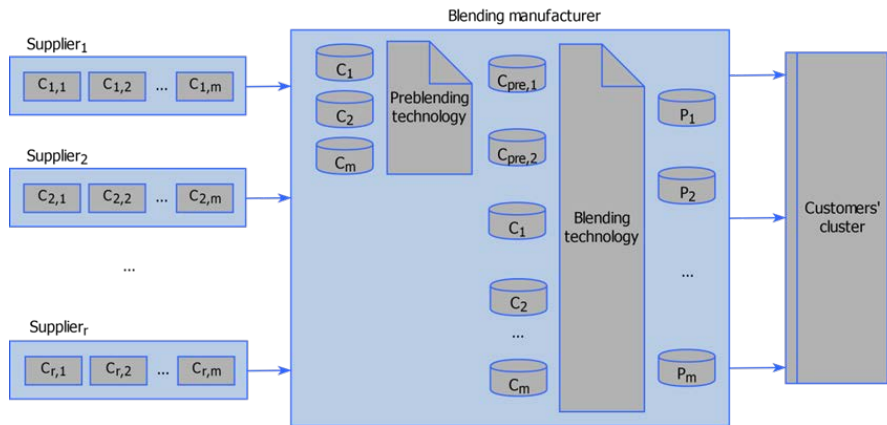 Blending manufacturer
Supplier₁
C₁,₁ C₁,₂ ... C₁,ₘ
Supplier₂
C₂,₁ C₂,₂ ... C₂,ₘ
...
Supplierᵣ
Cᵣ,₁ Cᵣ,₂ ... Cᵣ,ₘ
C₁
C₂
Cₘ
Preblending
technology
Cpre,1
Cpre,2
C₁
C₂
...
Cₘ
Blending
technology
P₁
P₂
...
Pₘ
Customers'
cluster